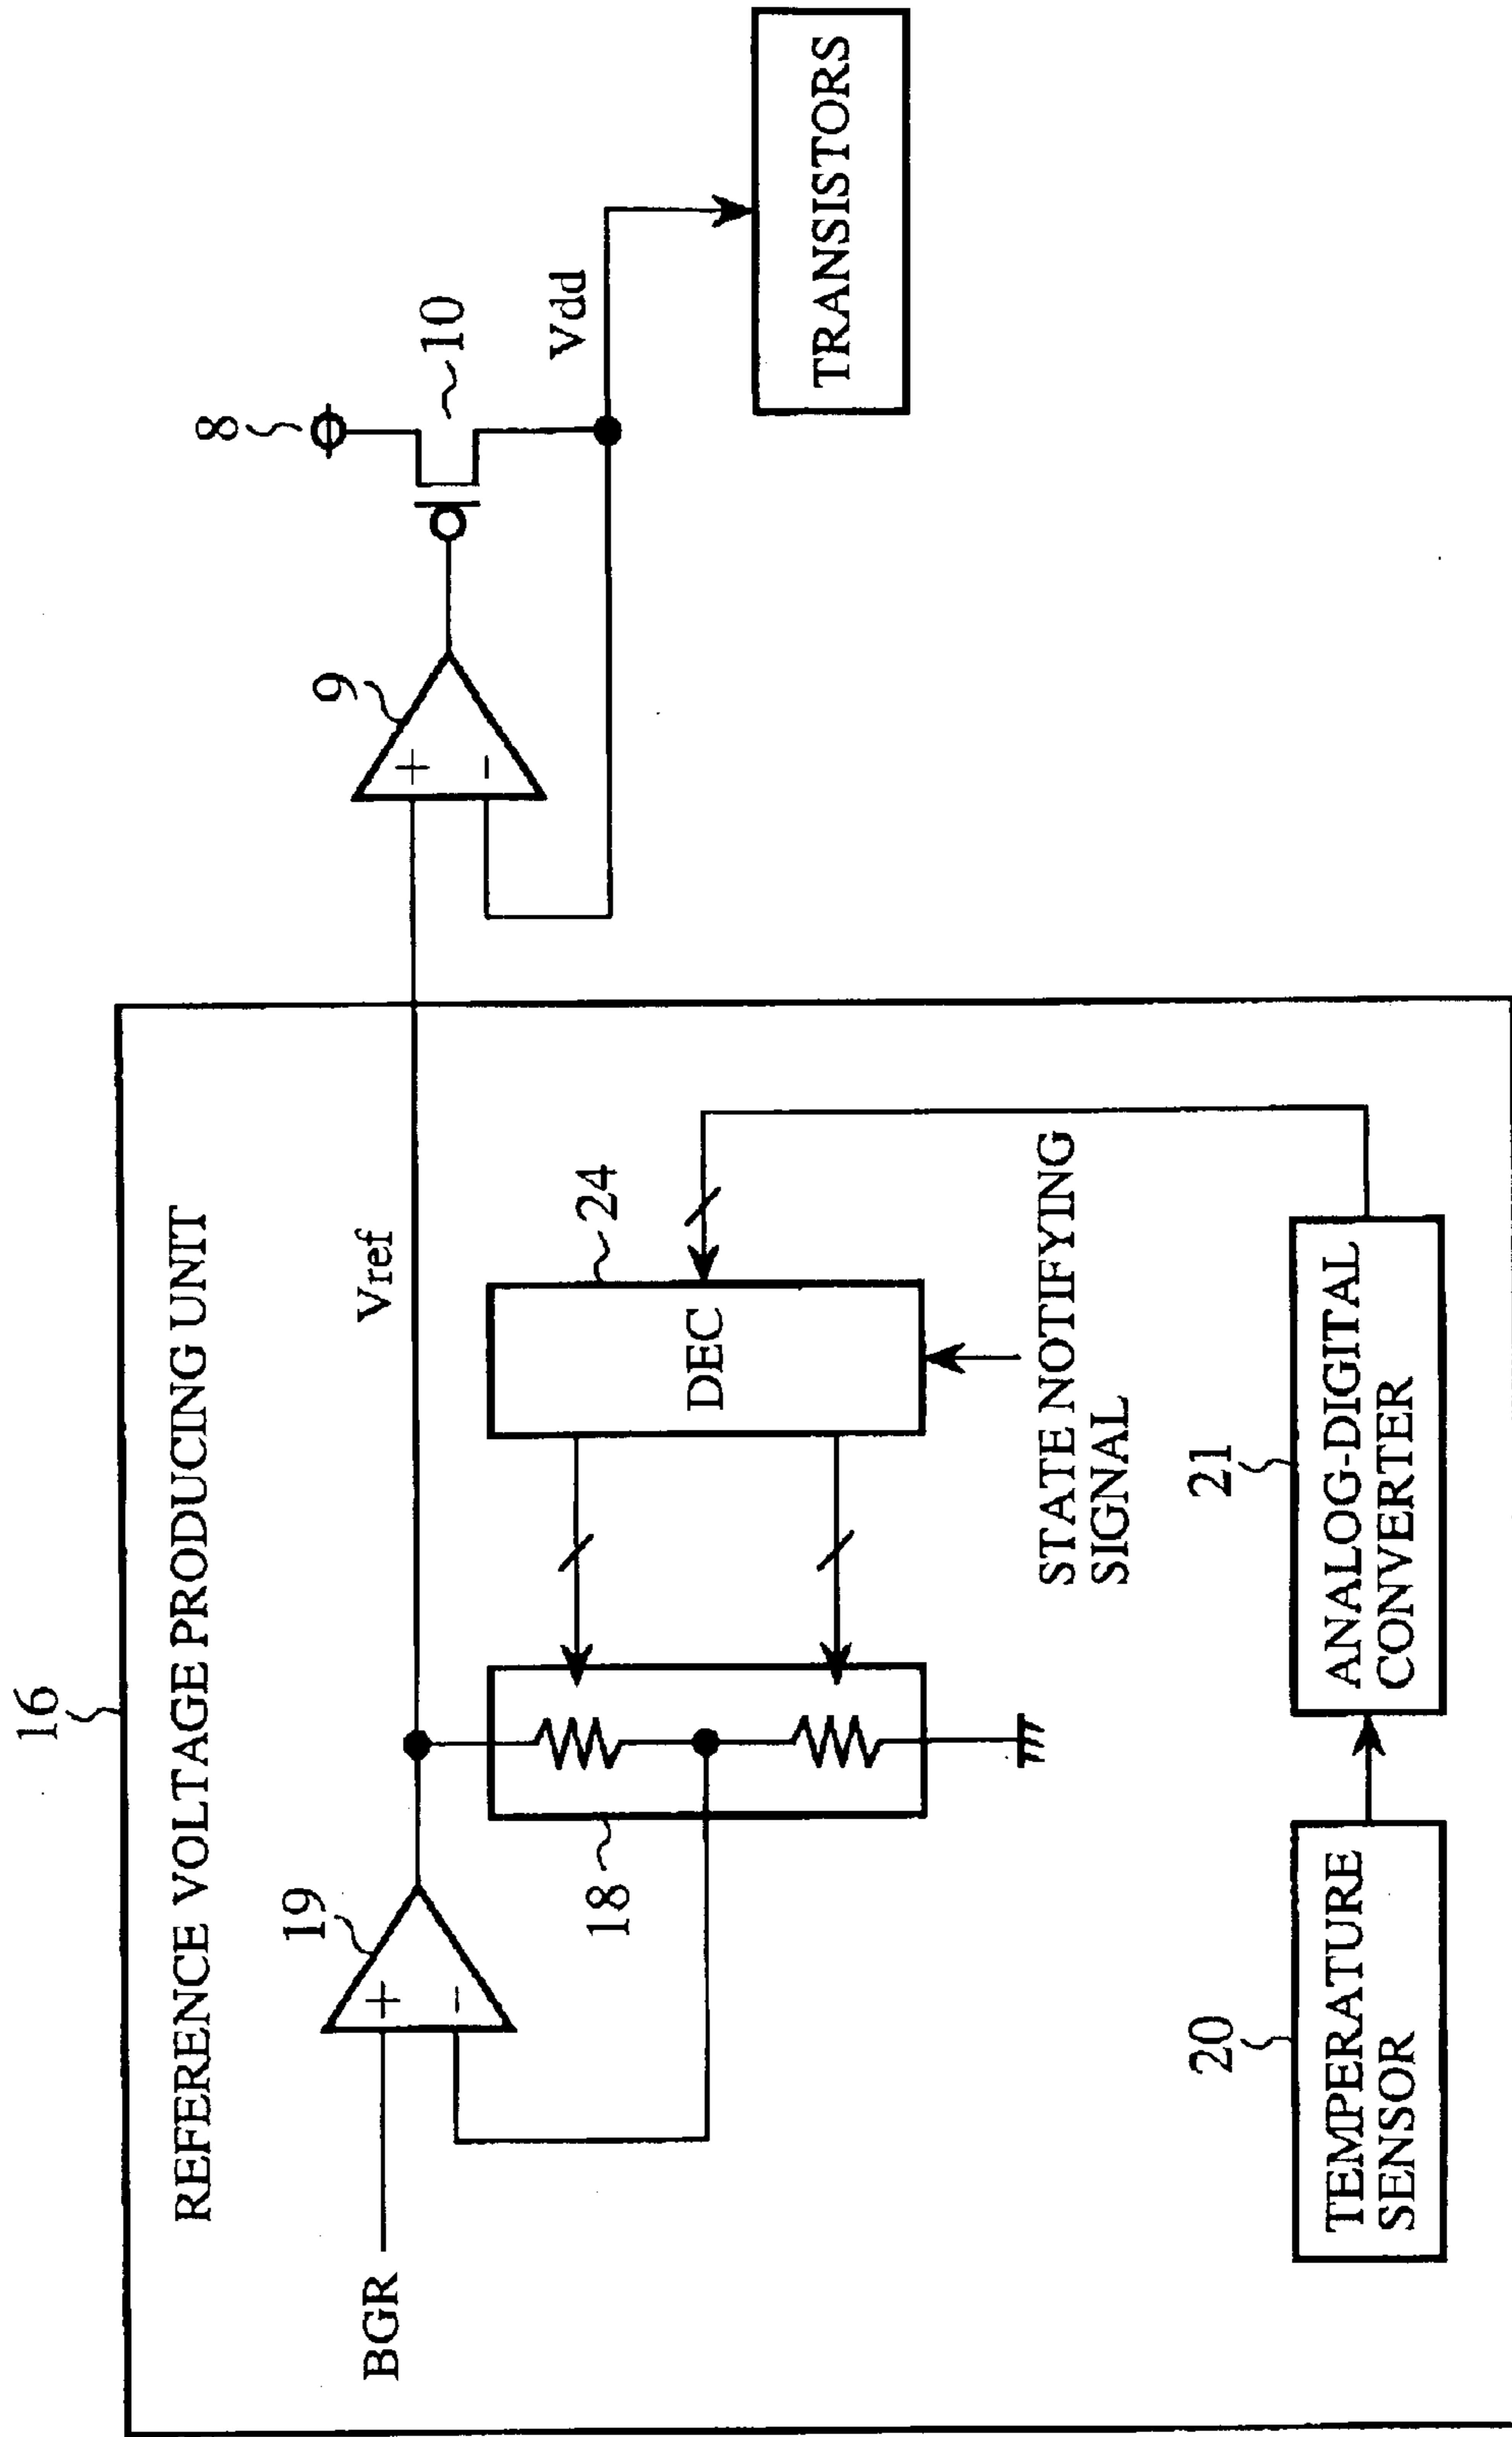 16
REFERENCE VOLTAGE PRODUCING UNIT
BGR
+
-
19
Vref
18
DEC
24
STATE NOTIFYING
SIGNAL
20
TEMPERATURE
SENSOR
21
ANALOG-DIGITAL
CONVERTER
9
+
-
8
10
Vdd
TRANSISTORS